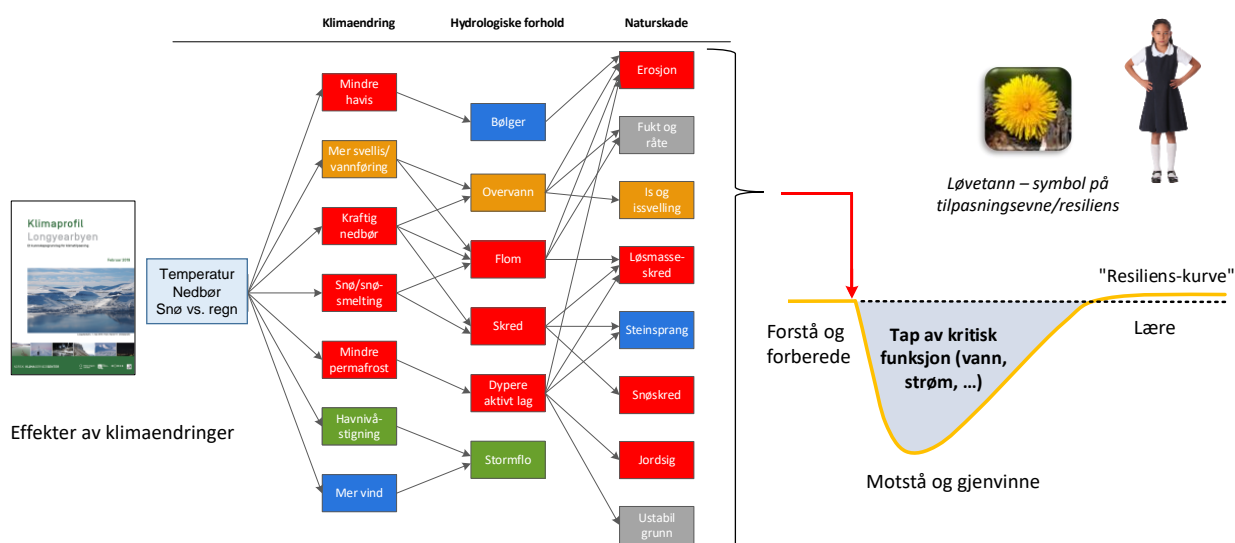 Klimaendring
Hydrologiske forhold
Naturskade
Mindre
havis
Mer svellis/
vannføring
Kraftig
nedbør
Snø/snø-
smelting
Mindre
permafrost
Havnivå-
stigning
Mer vind
Bølger
Overvann
Flom
Skred
Dypere
aktivt lag
Stormflo
Erosjon
Fukt og
råte
Is og
issvelling
Løsmasse-
skred
Steinsprang
Snøskred
Jordsig
Ustabil
grunn
Klimaprofil
Longyearbyen
Temperatur
Nedbør
Snø vs. regn
Effekter av klimaendringer
Løvetann – symbol på
tilpasningsevne/resiliens
"Resiliens-kurve"
Forstå og
forberede
Tap av kritisk
funksjon (vann,
strøm, ...)
Lære
Motstå og gjenvinne